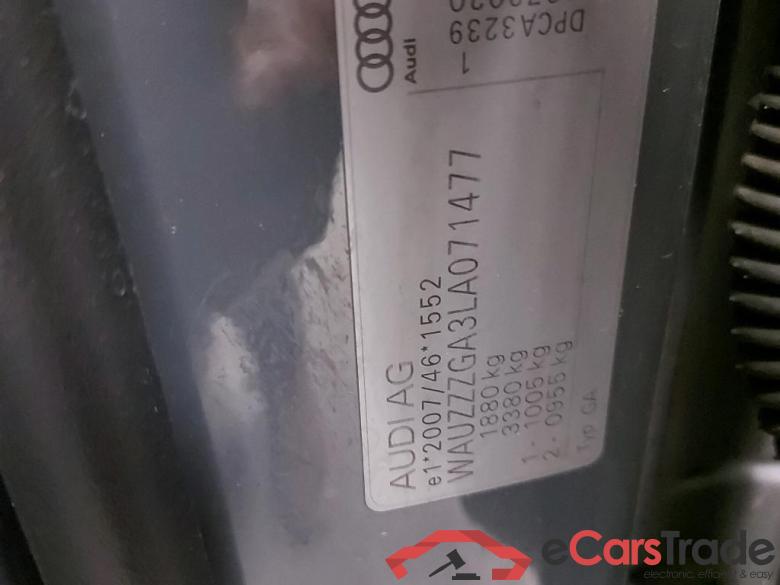 AUDI AG
e1*2007/46*1552
WAUZZZGA3LA071477
1880 kg
3380 kg
1 - 1005 kg
2 - 0955 kg
Typ GA
Audi
1
DPCA3239
eCarsTrade
electronic, efficient & easy